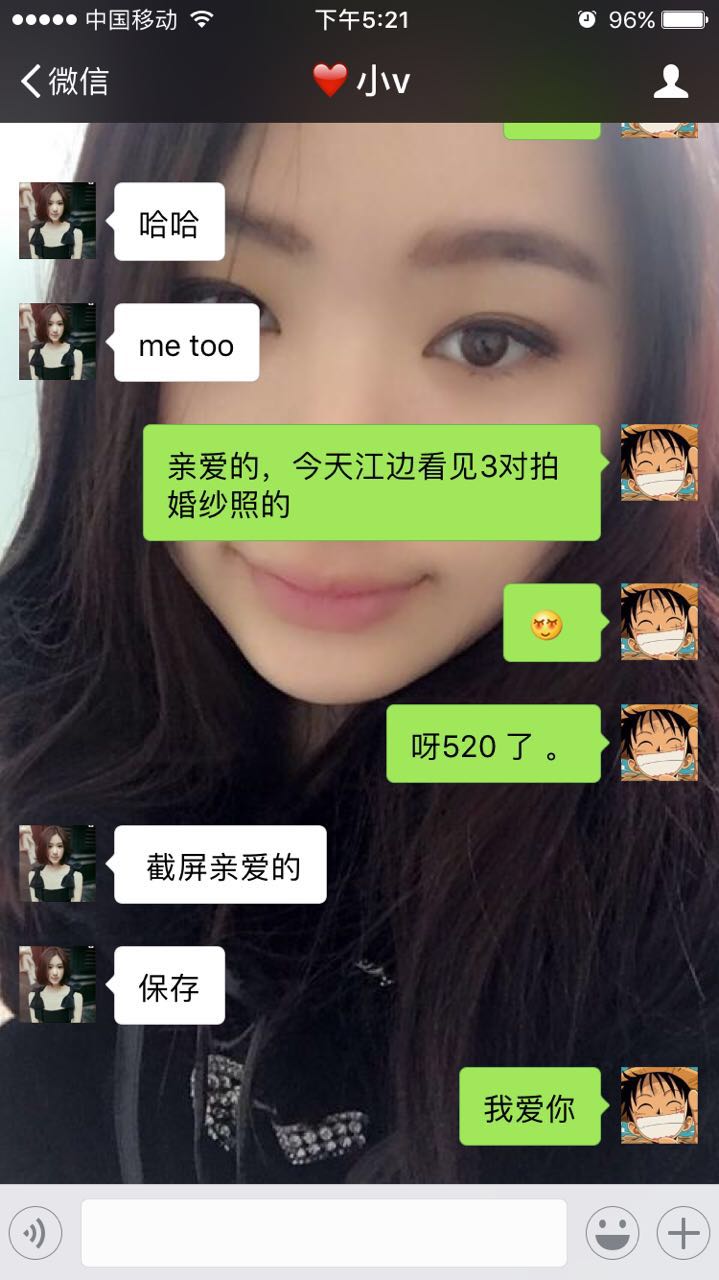 中国移动 下午5:21 96%
微信 ❤️小v
哈哈
me too
亲爱的，今天江边看见3对拍
婚纱照的
呀520 了 。
截屏亲爱的
保存
我爱你